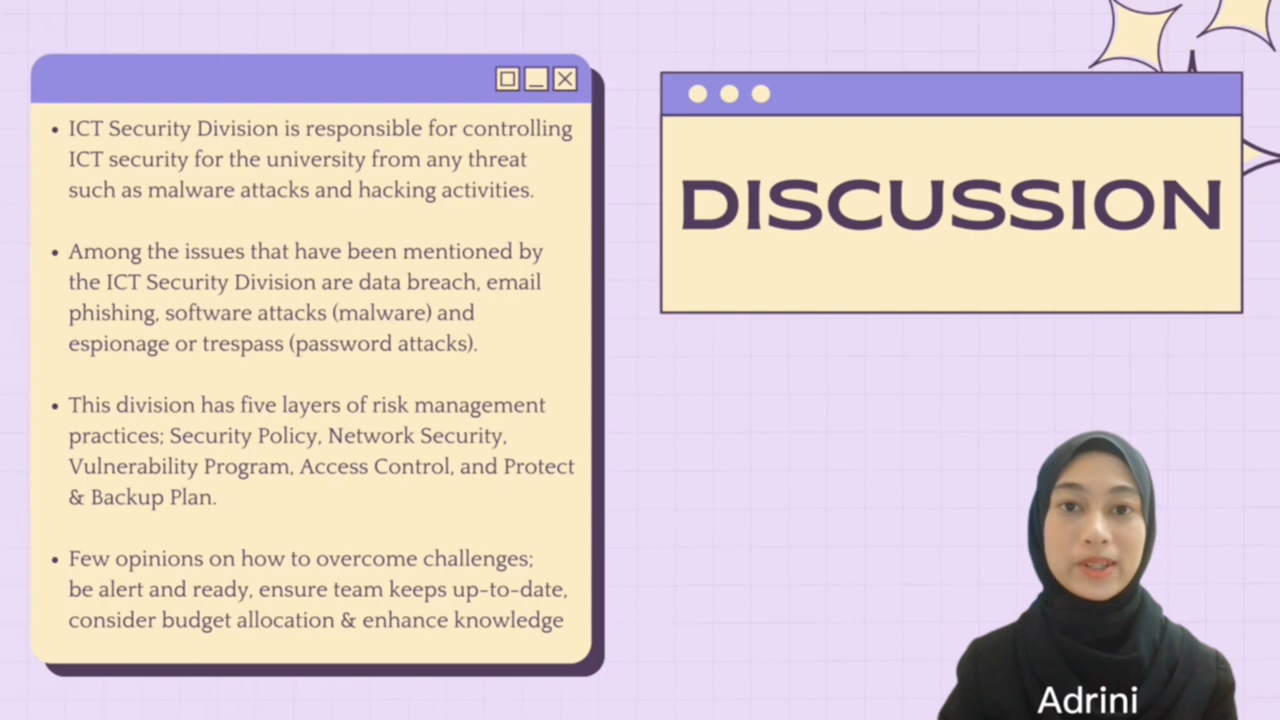 • ICT Security Division is responsible for controlling
ICT security for the university from any threat
such as malware attacks and hacking activities.
• Among the issues that have been mentioned by
the ICT Security Division are data breach, email
phishing, software attacks (malware) and
espionage or trespass (password attacks).
• This division has five layers of risk management
practices; Security Policy, Network Security,
Vulnerability Program, Access Control, and Protect
& Backup Plan.
• Few opinions on how to overcome challenges;
be alert and ready, ensure team keeps up-to-date,
consider budget allocation & enhance knowledge
DISCUSSION
Adrini